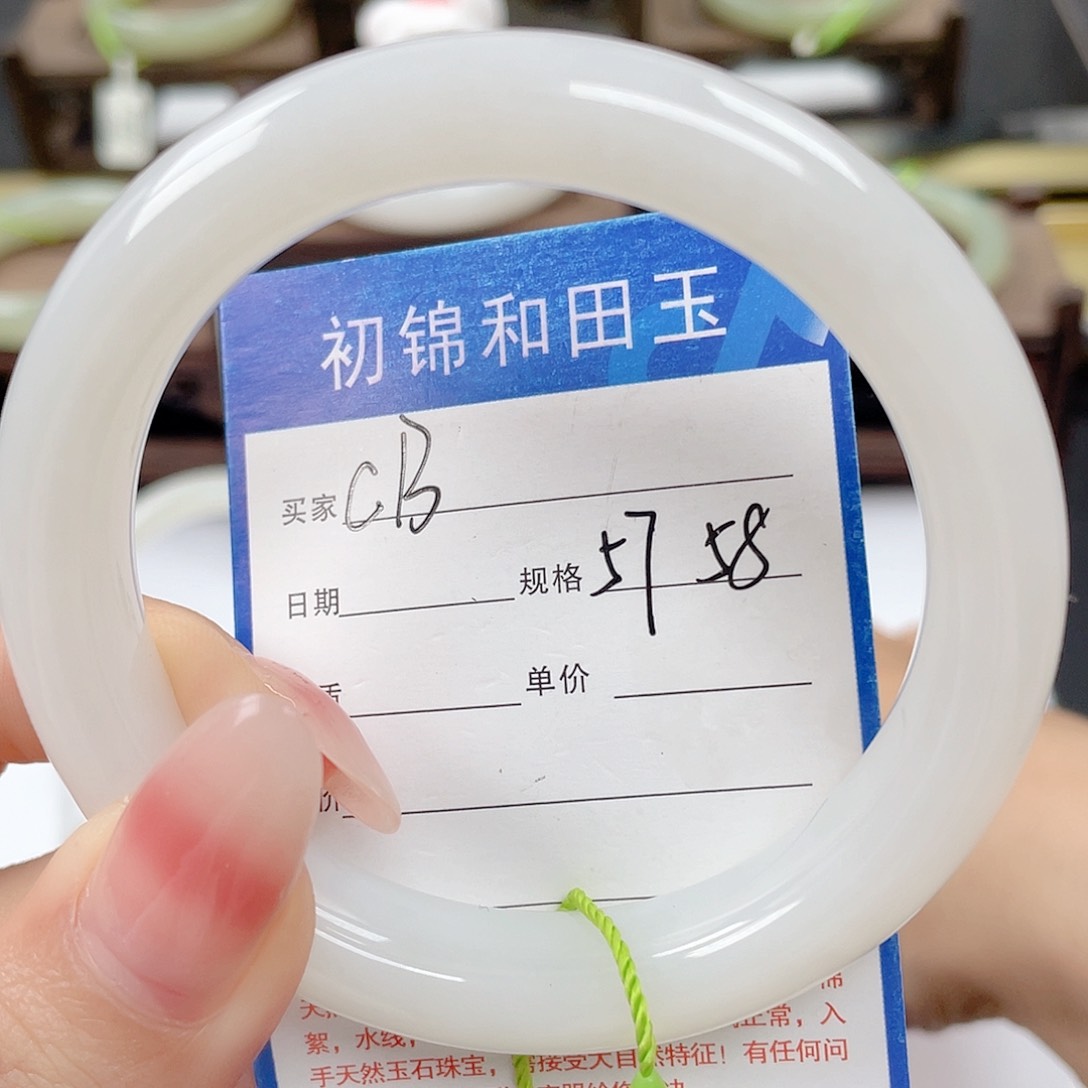 初锦和田玉
买家 CB
日期 规格 57 58
单价
价
正常，入
絮，水线，
手天然玉石珠宝， 接受大自然特征！有任何问